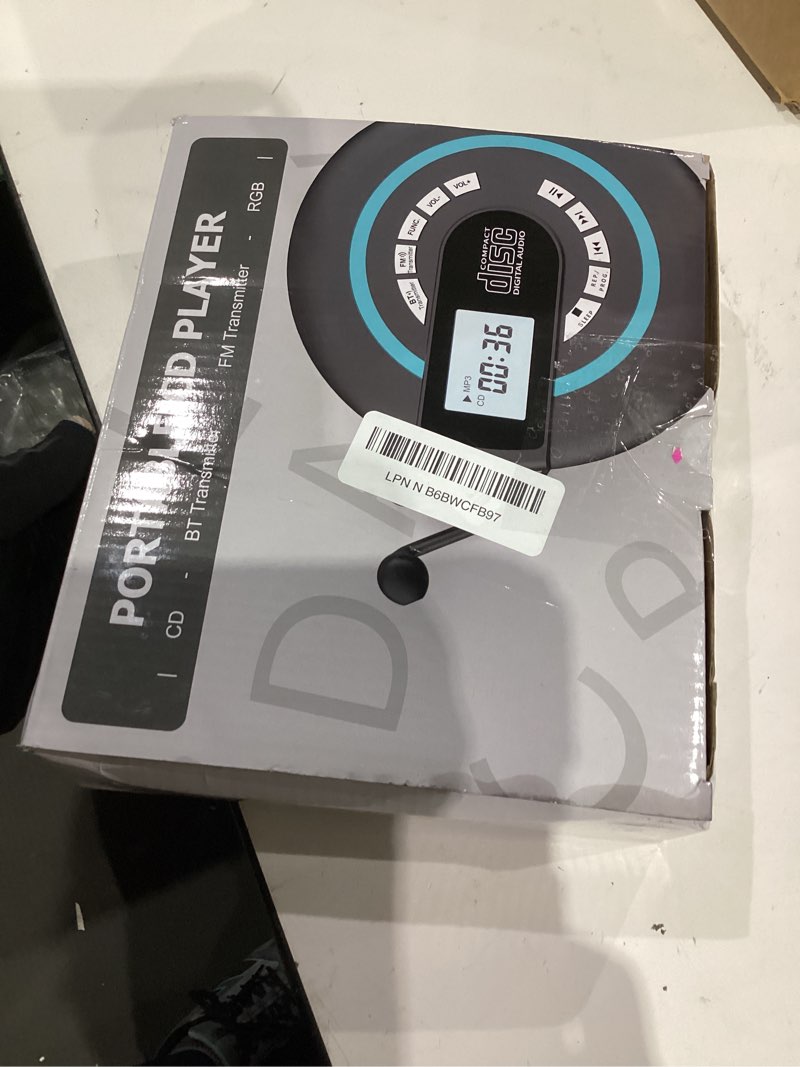 PORTABLE CD PLAYER
| CD - BT Transmitter - FM Transmitter - RGB |
VOL+
VOL-
FUNC.
FM
Transmitter
BT
Transmitter
COMPACT
disc
DIGITAL AUDIO
REP./
PROG.
SLEEP
MP3
CD
00:36
LPN N B6BWCFB97